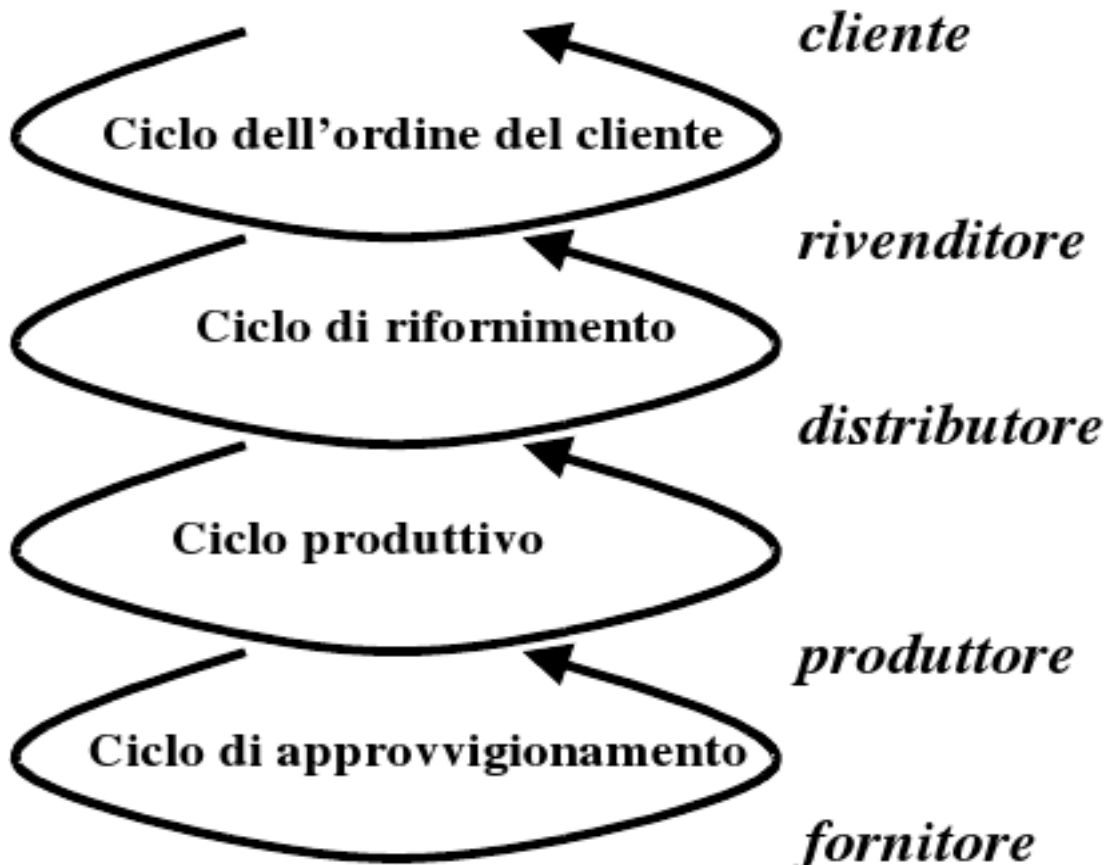 cliente
Ciclo dell’ordine del cliente
rivenditore
Ciclo di rifornimento
distributore
Ciclo produttivo
produttore
Ciclo di approvvigionamento
fornitore